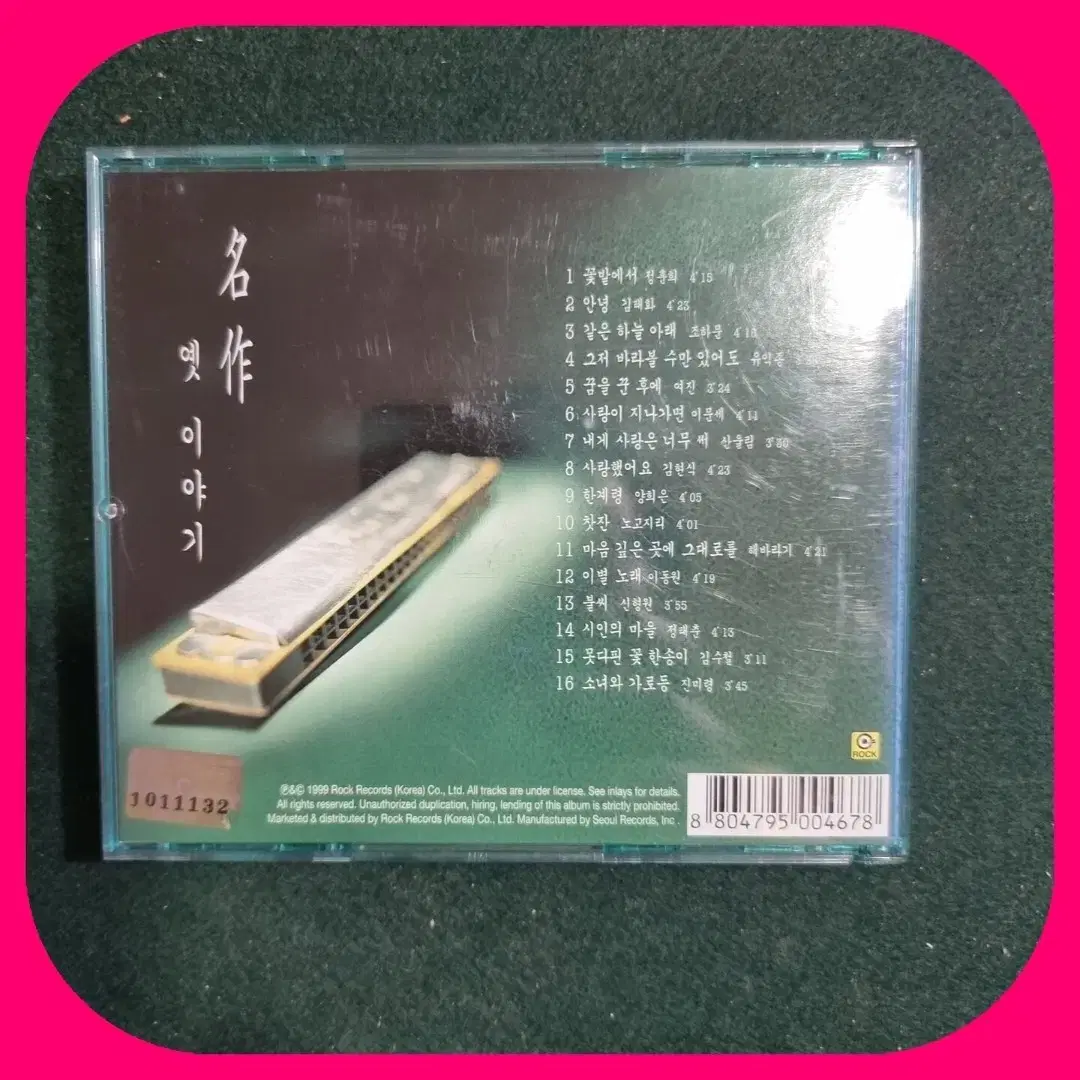 名作
옛 이야기
1 꽃밭에서 정훈희 4'15
2 안녕 김태화 4'23
3 같은 하늘 아래 조하문
4 그저 바라볼 수만 있어도 유익종
5 꿈을 꾼 후에 여진 3'24
6 사랑이 지나가면 이문세 4'11
7 내게 사랑은 너무 써 산울림 3'30
8 사랑했어요 김현식 4'23
9 한계령 양희은 4'05
10 찻잔 노고지리 4'01
11 마음 깊은 곳에 그대로를 해바라기 4'21
12 이별 노래 이동원 4'19
13 불씨 신형원 3'55
14 시인의 마을 정태춘 4'13
15 못다핀 꽃 한송이 김수철 3'11
16 소녀와 가로등 진미령 3'45
ROCK
1011132
℗&© 1999 Rock Records (Korea) Co., Ltd. All tracks are under license. See inlays for details.
All rights reserved. Unauthorized duplication, hiring, lending of this album is strictly prohibited.
Marketed & distributed by Rock Records (Korea) Co., Ltd. Manufactured by Seoul Records, Inc.
8 804795 004678